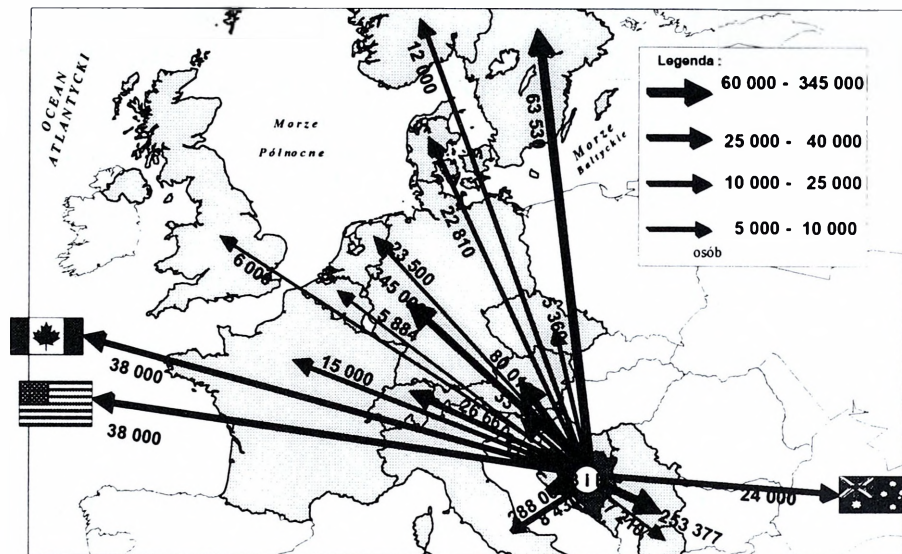 OCEAN
ATLANTYCKI
Morze
Północne
Morze
Bałtyckie
Legenda :
60 000 - 345 000
25 000 - 40 000
10 000 - 25 000
5 000 - 10 000
osób
12 000
63 530
22 810
6 000
23 500
345 000
5 884
15 000
26 667
38 000
38 000
24 000
253 377